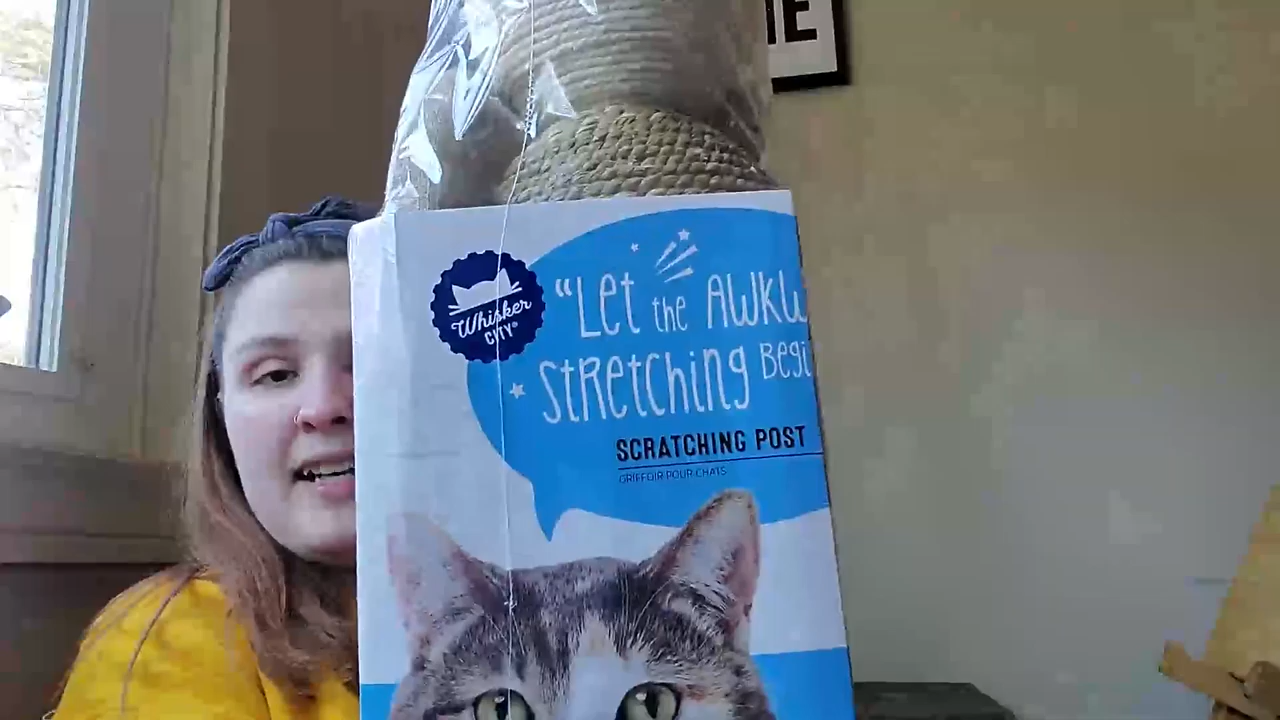 IE
Whisker
CITY®
"Let the AWKW
StRetching Begi
SCRATCHING POST
GRIFFOIR POUR CHATS